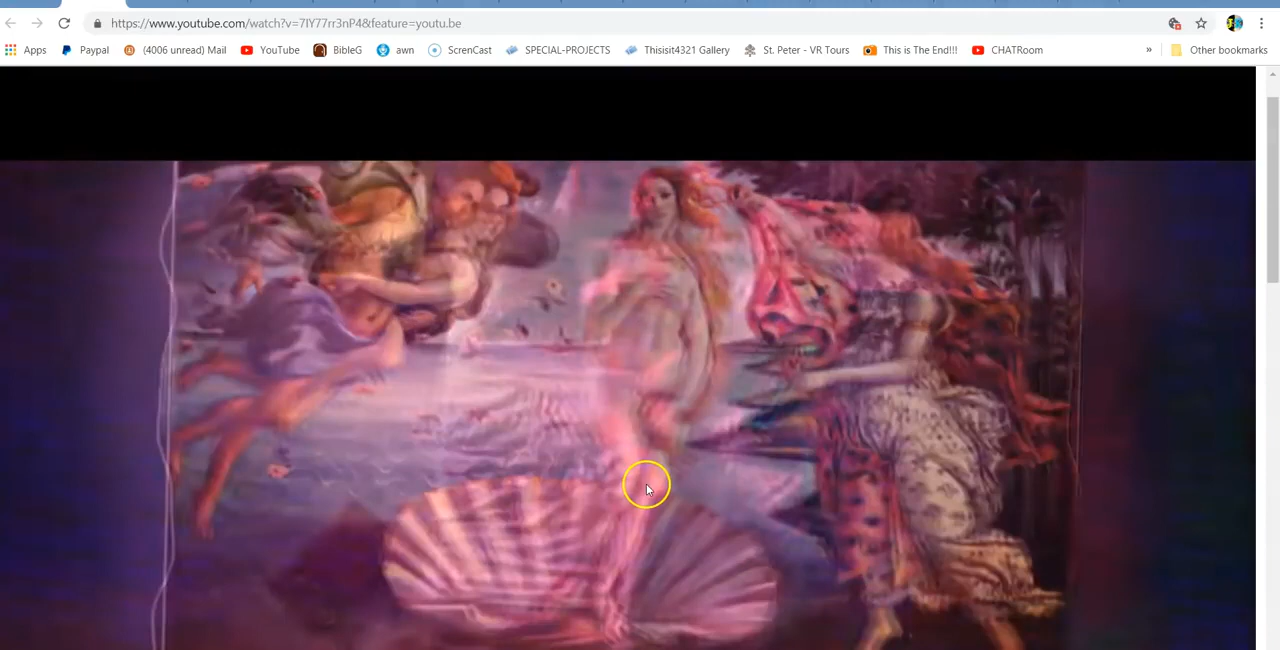 https://www.youtube.com/watch?v=7lY77rr3nP4&feature=youtu.be
Apps Paypal (4006 unread) Mail YouTube BibleG awn ScrenCast SPECIAL-PROJECTS Thisisit4321 Gallery St. Peter - VR Tours This is The End!!! CHATRoom » Other bookmarks